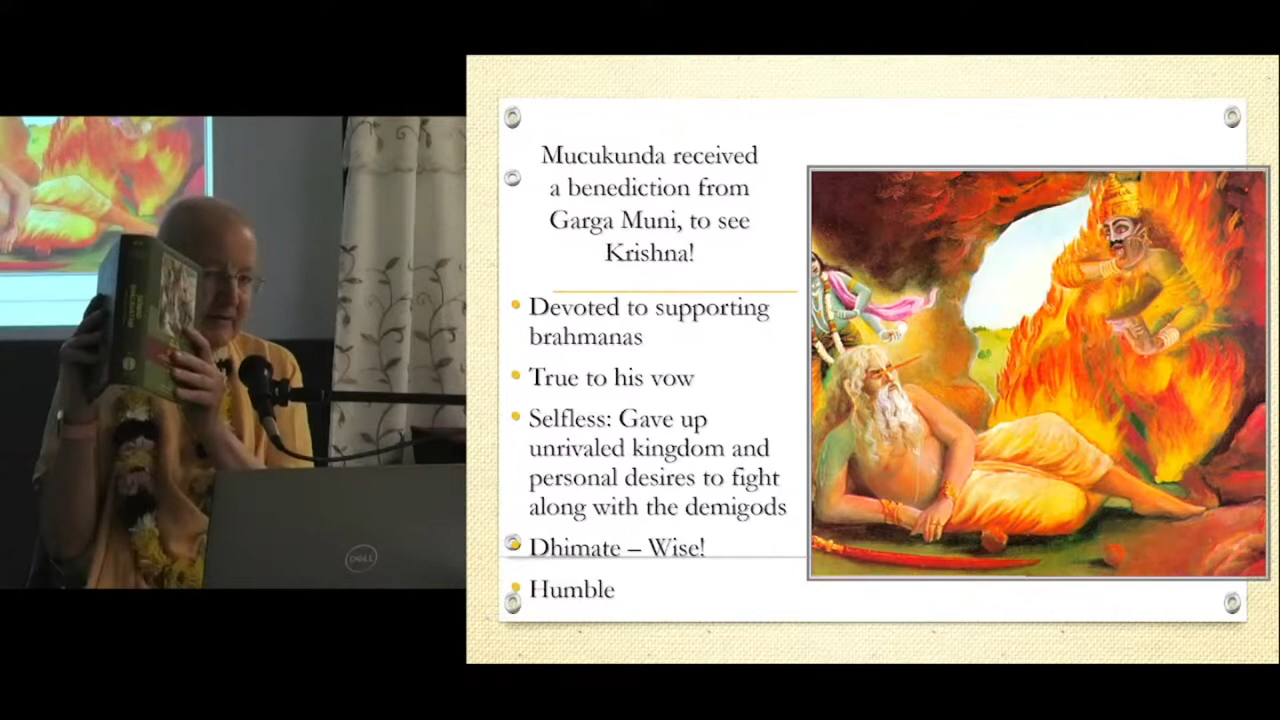 Mucukunda received
a benediction from
Garga Muni, to see
Krishna!
• Devoted to supporting
brahmanas
• True to his vow
• Selfless: Gave up
unrivaled kingdom and
personal desires to fight
along with the demigods
• Dhimate – Wise!
• Humble
DELL